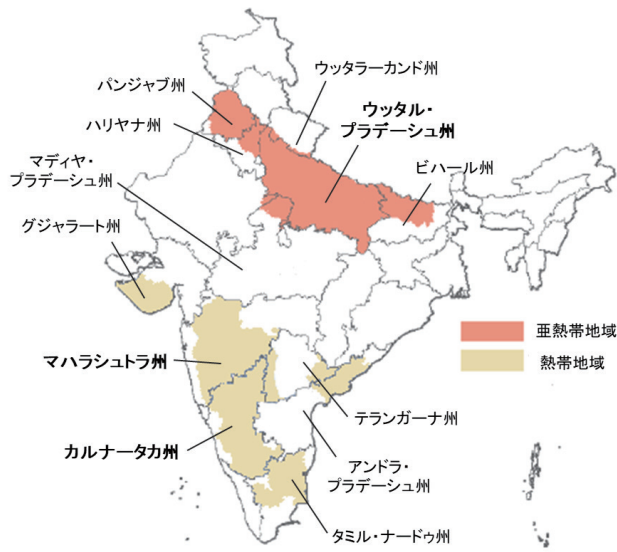 ウッタラーカンド州
パンジャブ州
ウッタル・
プラデーシュ州
ハリヤナ州
マディヤ・
プラデーシュ州
ビハール州
グジャラート州
亜熱帯地域
熱帯地域
マハラシュトラ州
テランガーナ州
カルナータカ州
アンドラ・
プラデーシュ州
タミル・ナードゥ州